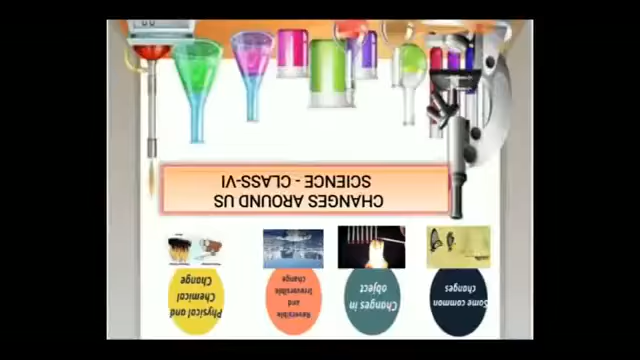 CHANGES AROUND US
SCIENCE - CLASS-VI
Some common
changes
Changes in
object
Reversible
and
Irreversible
change
Physical and
Chemical
Change